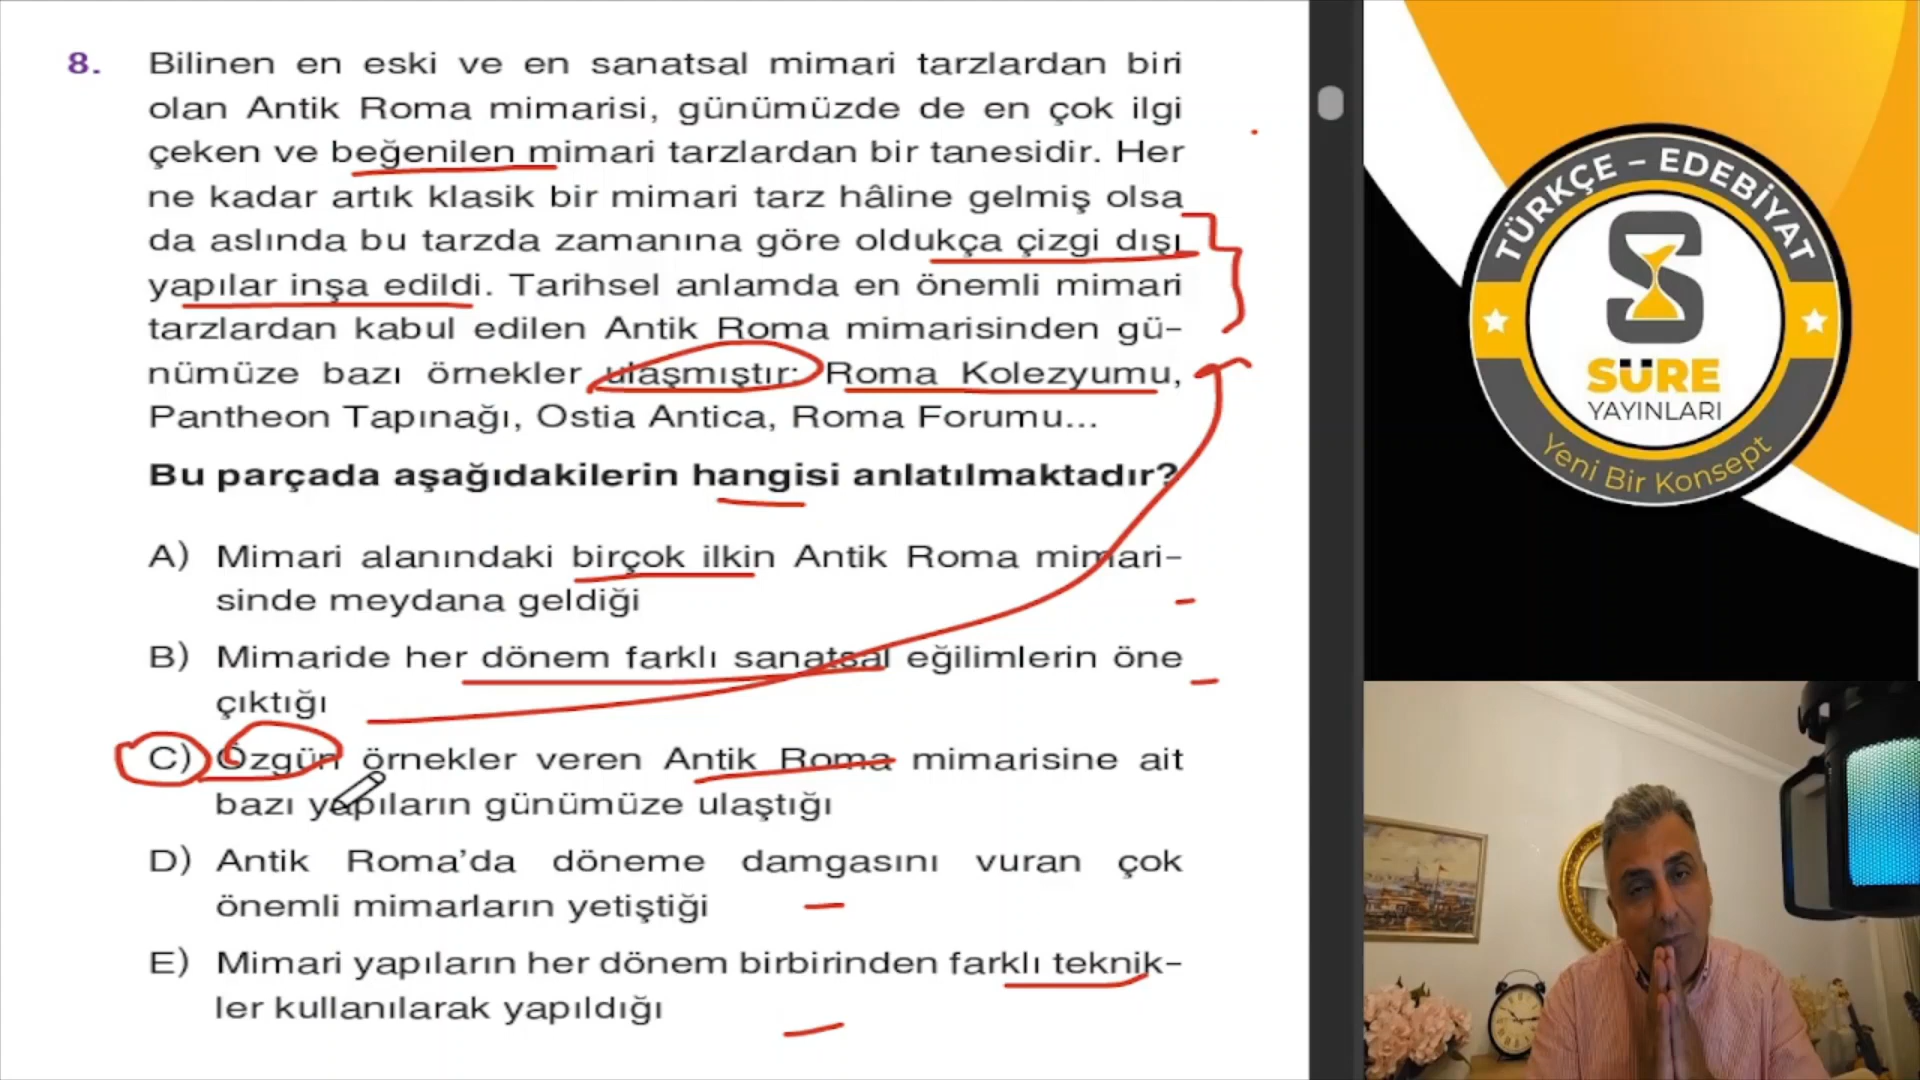 8. Bilinen en eski ve en sanatsal mimari tarzlardan biri
olan Antik Roma mimarisi, günümüzde de en çok ilgi
çeken ve beğenilen mimari tarzlardan bir tanesidir. Her
ne kadar artık klasik bir mimari tarz hâline gelmiş olsa
da aslında bu tarzda zamanına göre oldukça çizgi dışı
yapılar inşa edildi. Tarihsel anlamda en önemli mimari
tarzlardan kabul edilen Antik Roma mimarisinden gü-
nümüze bazı örnekler ulaşmıştır: Roma Kolezyumu,
Pantheon Tapınağı, Ostia Antica, Roma Forumu...
Bu parçada aşağıdakilerin hangisi anlatılmaktadır?
A) Mimari alanındaki birçok ilkin Antik Roma mimari-
sinde meydana geldiği
B) Mimaride her dönem farklı sanatsal eğilimlerin öne
çıktığı
C) Özgün örnekler veren Antik Roma mimarisine ait
bazı yapıların günümüze ulaştığı
D) Antik Roma'da döneme damgasını vuran çok
önemli mimarların yetiştiği
E) Mimari yapıların her dönem birbirinden farklı teknik-
ler kullanılarak yapıldığı
TÜRKÇE – EDEBİYAT
SÜRE
YAYINLARI
Yeni Bir Konsept